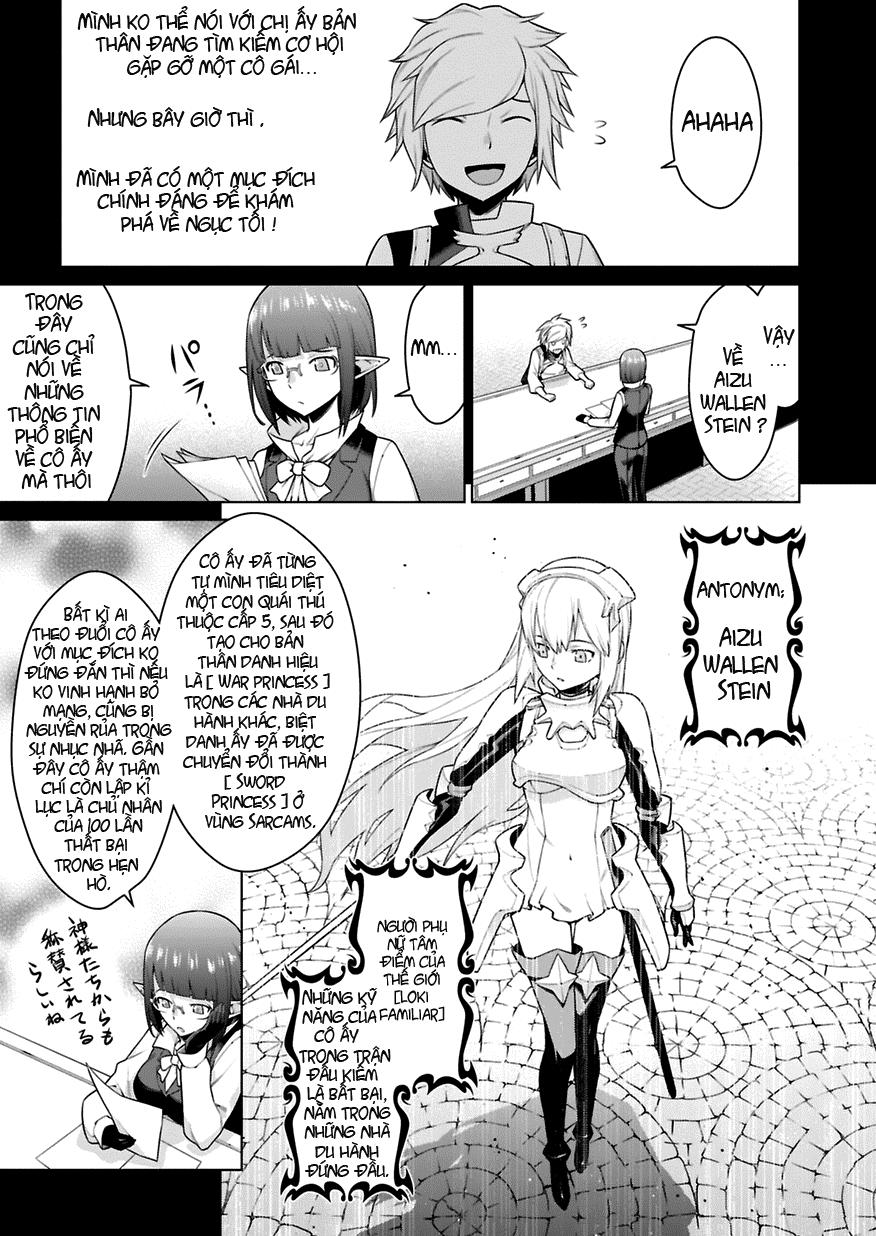 AHAHA
MÌNH KO THỂ NÓI VỚI CHỊ ẤY BẢN
THÂN ĐANG TÌM KIẾM CƠ HỘI
GẶP GỠ MỘT CÔ GÁI...
NHƯNG BÂY GIỜ THÌ .
MÌNH ĐÃ CÓ MỘT MỤC ĐÍCH
CHÍNH ĐÁNG ĐỂ KHÁM
PHÁ VỀ NGỤC TỐI !
VẬY
...
VỀ
AIZU
WALLEN
STEIN ?
MM...
TRONG
ĐÂY
CŨNG CHỈ
NÓI VỀ
NHỮNG
THÔNG TIN
PHỔ BIẾN
VỀ CÔ ẤY
MÀ THÔI
ANTONYM;
AIZU
WALLEN
STEIN
CÔ ẤY ĐÃ TỪNG
TỰ MÌNH TIÊU DIỆT
MỘT CON QUÁI THÚ
THUỘC CẤP 5, SAU ĐÓ
TẠO CHO BẢN
THÂN DANH HIỆU
LÀ [ WAR PRINCESS ]
TRONG CÁC NHÀ DU
HÀNH KHÁC, BIỆT
DANH ẤY ĐÃ ĐƯỢC
CHUYỂN ĐỔI THÀNH
[ SWORD
PRINCESS ] Ở
VÙNG SARCAMS.
BẤT KÌ AI
THEO ĐUỔI CÔ ẤY
VỚI MỤC ĐÍCH KO
ĐỨNG ĐẮN THÌ NẾU
KO VINH HẠNH BỎ
MẠNG, CŨNG BỊ
NGUYỀN RỦA TRONG
SỰ NHỤC NHÃ. GẦN
ĐÂY CÔ ẤY THẬM
CHÍ CÒN LẬP KỈ
LỤC LÀ CHỦ NHÂN
CỦA 100 LẦN
THẤT BẠI
TRONG HẸN
HÒ.
NGƯỜI PHỤ
NỮ TÂM
ĐIỂM CỦA
THẾ GIỚI
[LOKI
FAMILIAR]
NHỮNG KỸ
NĂNG CỦA
CÔ ẤY
TRONG TRẬN
ĐẤU KIẾM
LÀ BẤT BẠI,
NẰM TRONG
NHỮNG NHÀ
DU HÀNH
ĐỨNG ĐẦU.
神様たちからも
称賛されてる
らしいね